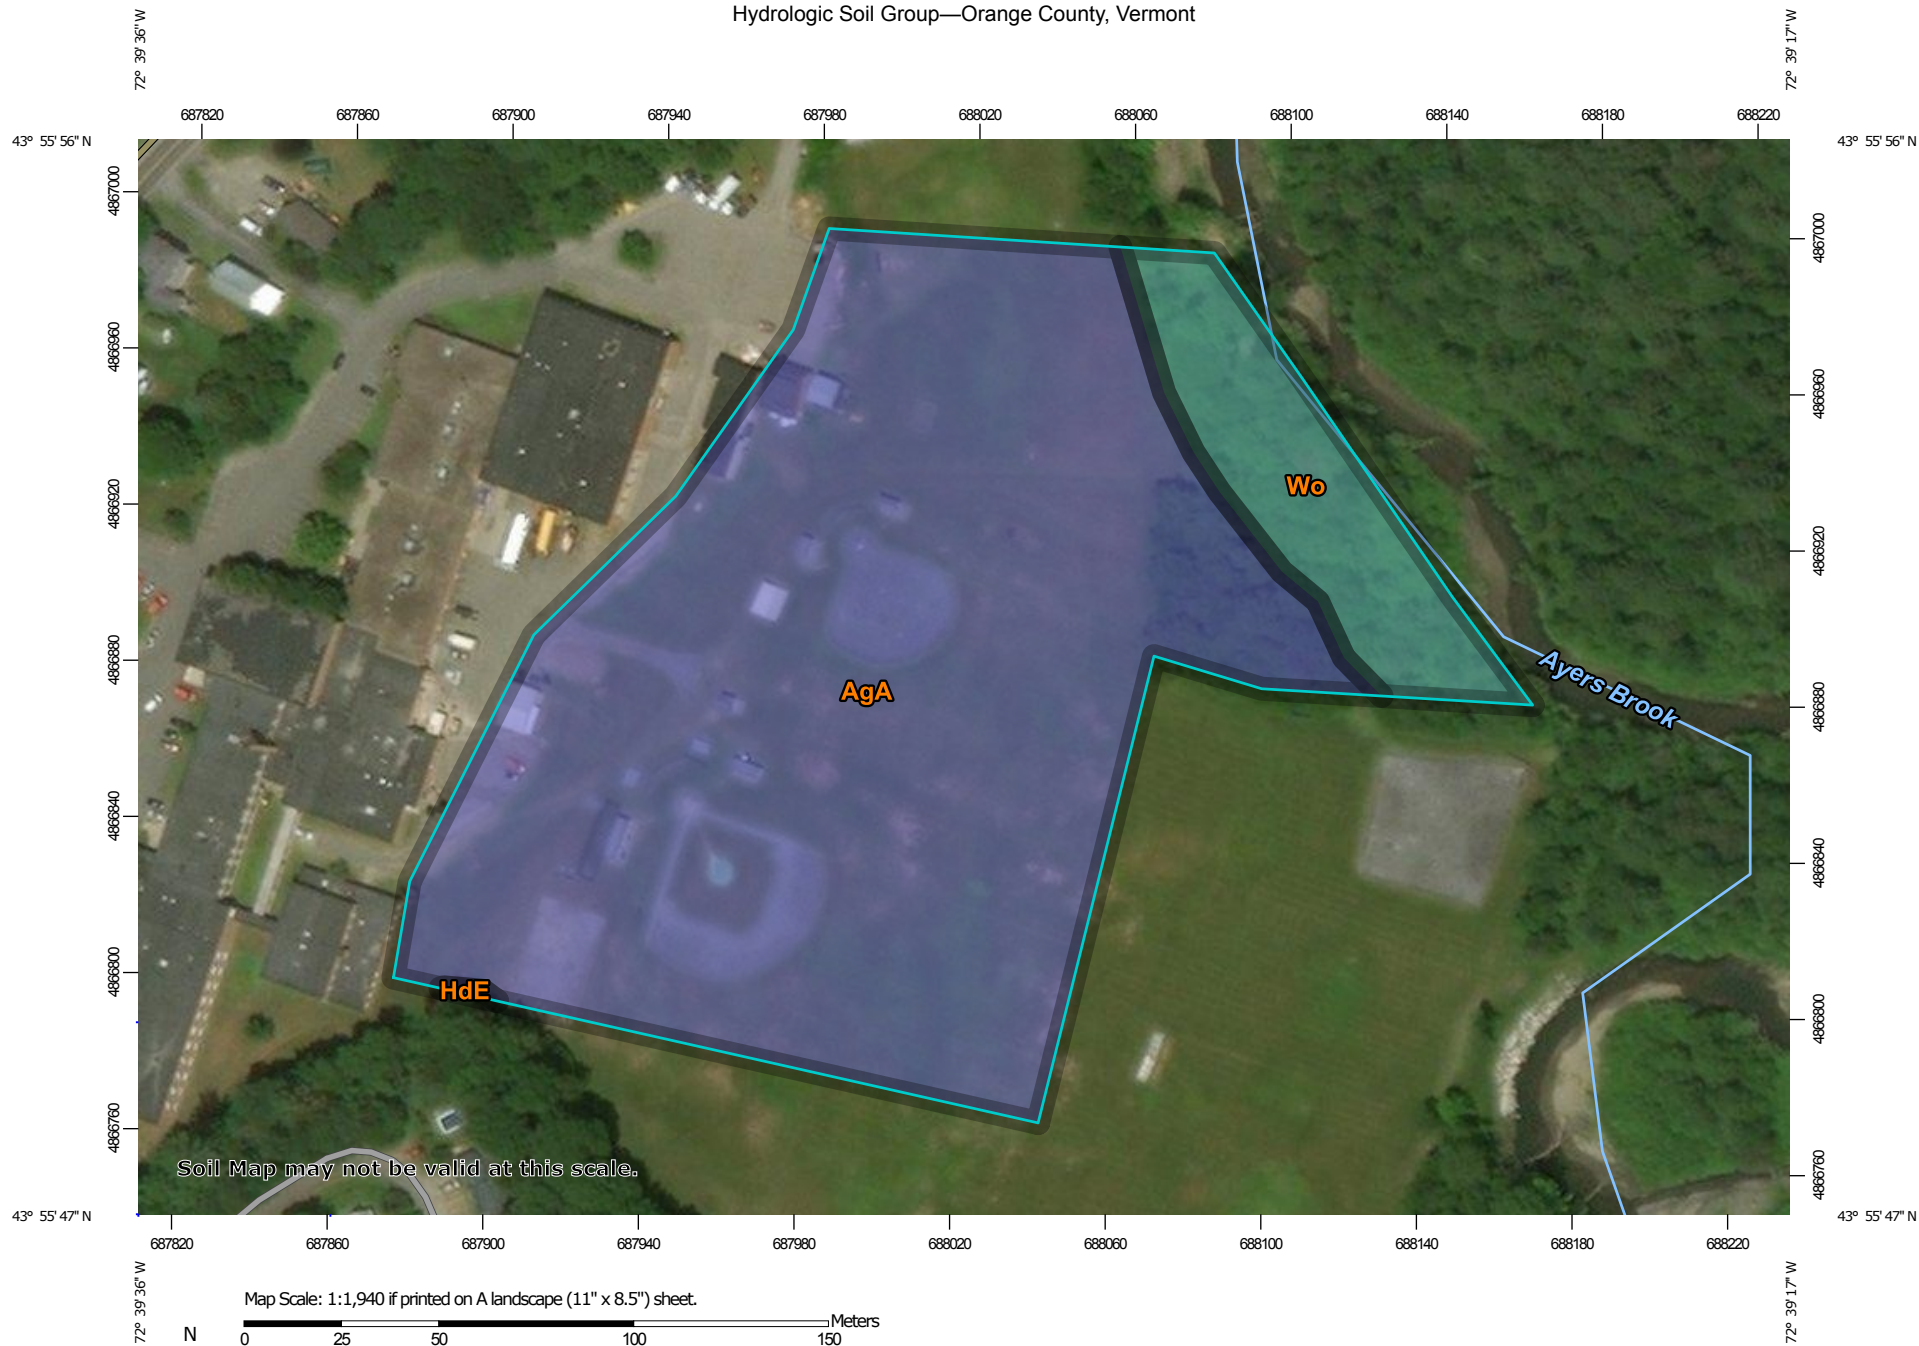 Hydrologic Soil Group—Orange County, Vermont
72° 39' 36'' W
72° 39' 17'' W
687820 687860 687900 687940 687980 688020 688060 688100 688140 688180 688220
43° 55' 56'' N
43° 55' 56'' N
4867000
4867000
4866960
4866960
4866920
4866920
4866880
4866880
4866840
4866840
4866800
4866800
4866760
4866760
Wo
Ayers Brook
AgA
HdE
Soil Map may not be valid at this scale.
43° 55' 47'' N
43° 55' 47'' N
687820 687860 687900 687940 687980 688020 688060 688100 688140 688180 688220
72° 39' 36'' W
72° 39' 17'' W
Map Scale: 1:1,940 if printed on A landscape (11" x 8.5") sheet.
Meters
N
0 25 50 100 150